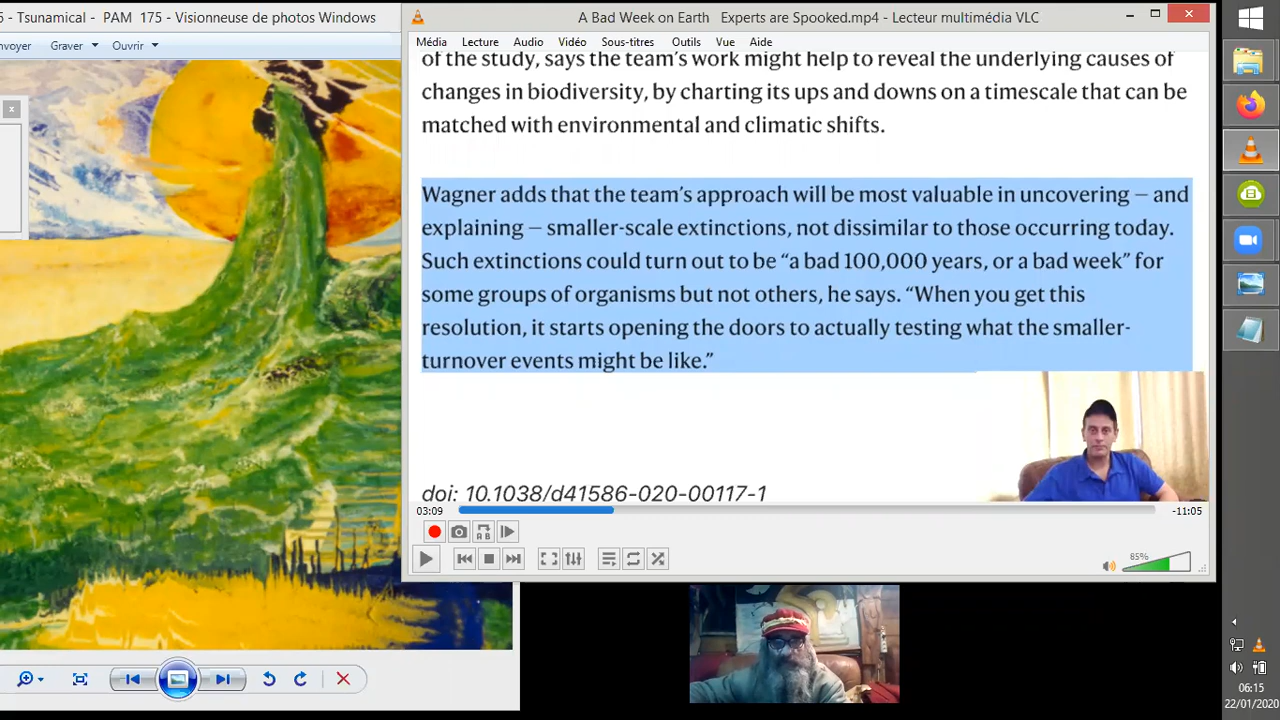 5 - Tsunamical - PAM 175 - Visionneuse de photos Windows
nvoyer Graver Ouvrir
x
A Bad Week on Earth Experts are Spooked.mp4 - Lecteur multimédia VLC
Média Lecture Audio Vidéo Sous-titres Outils Vue Aide
of the study, says the team's work might help to reveal the underlying causes of
changes in biodiversity, by charting its ups and downs on a timescale that can be
matched with environmental and climatic shifts.
Wagner adds that the team's approach will be most valuable in uncovering — and
explaining — smaller-scale extinctions, not dissimilar to those occurring today.
Such extinctions could turn out to be “a bad 100,000 years, or a bad week” for
some groups of organisms but not others, he says. “When you get this
resolution, it starts opening the doors to actually testing what the smaller-
turnover events might be like.”
doi: 10.1038/d41586-020-00117-1
03:09 -11:05
A B
85%
06:15
22/01/2020